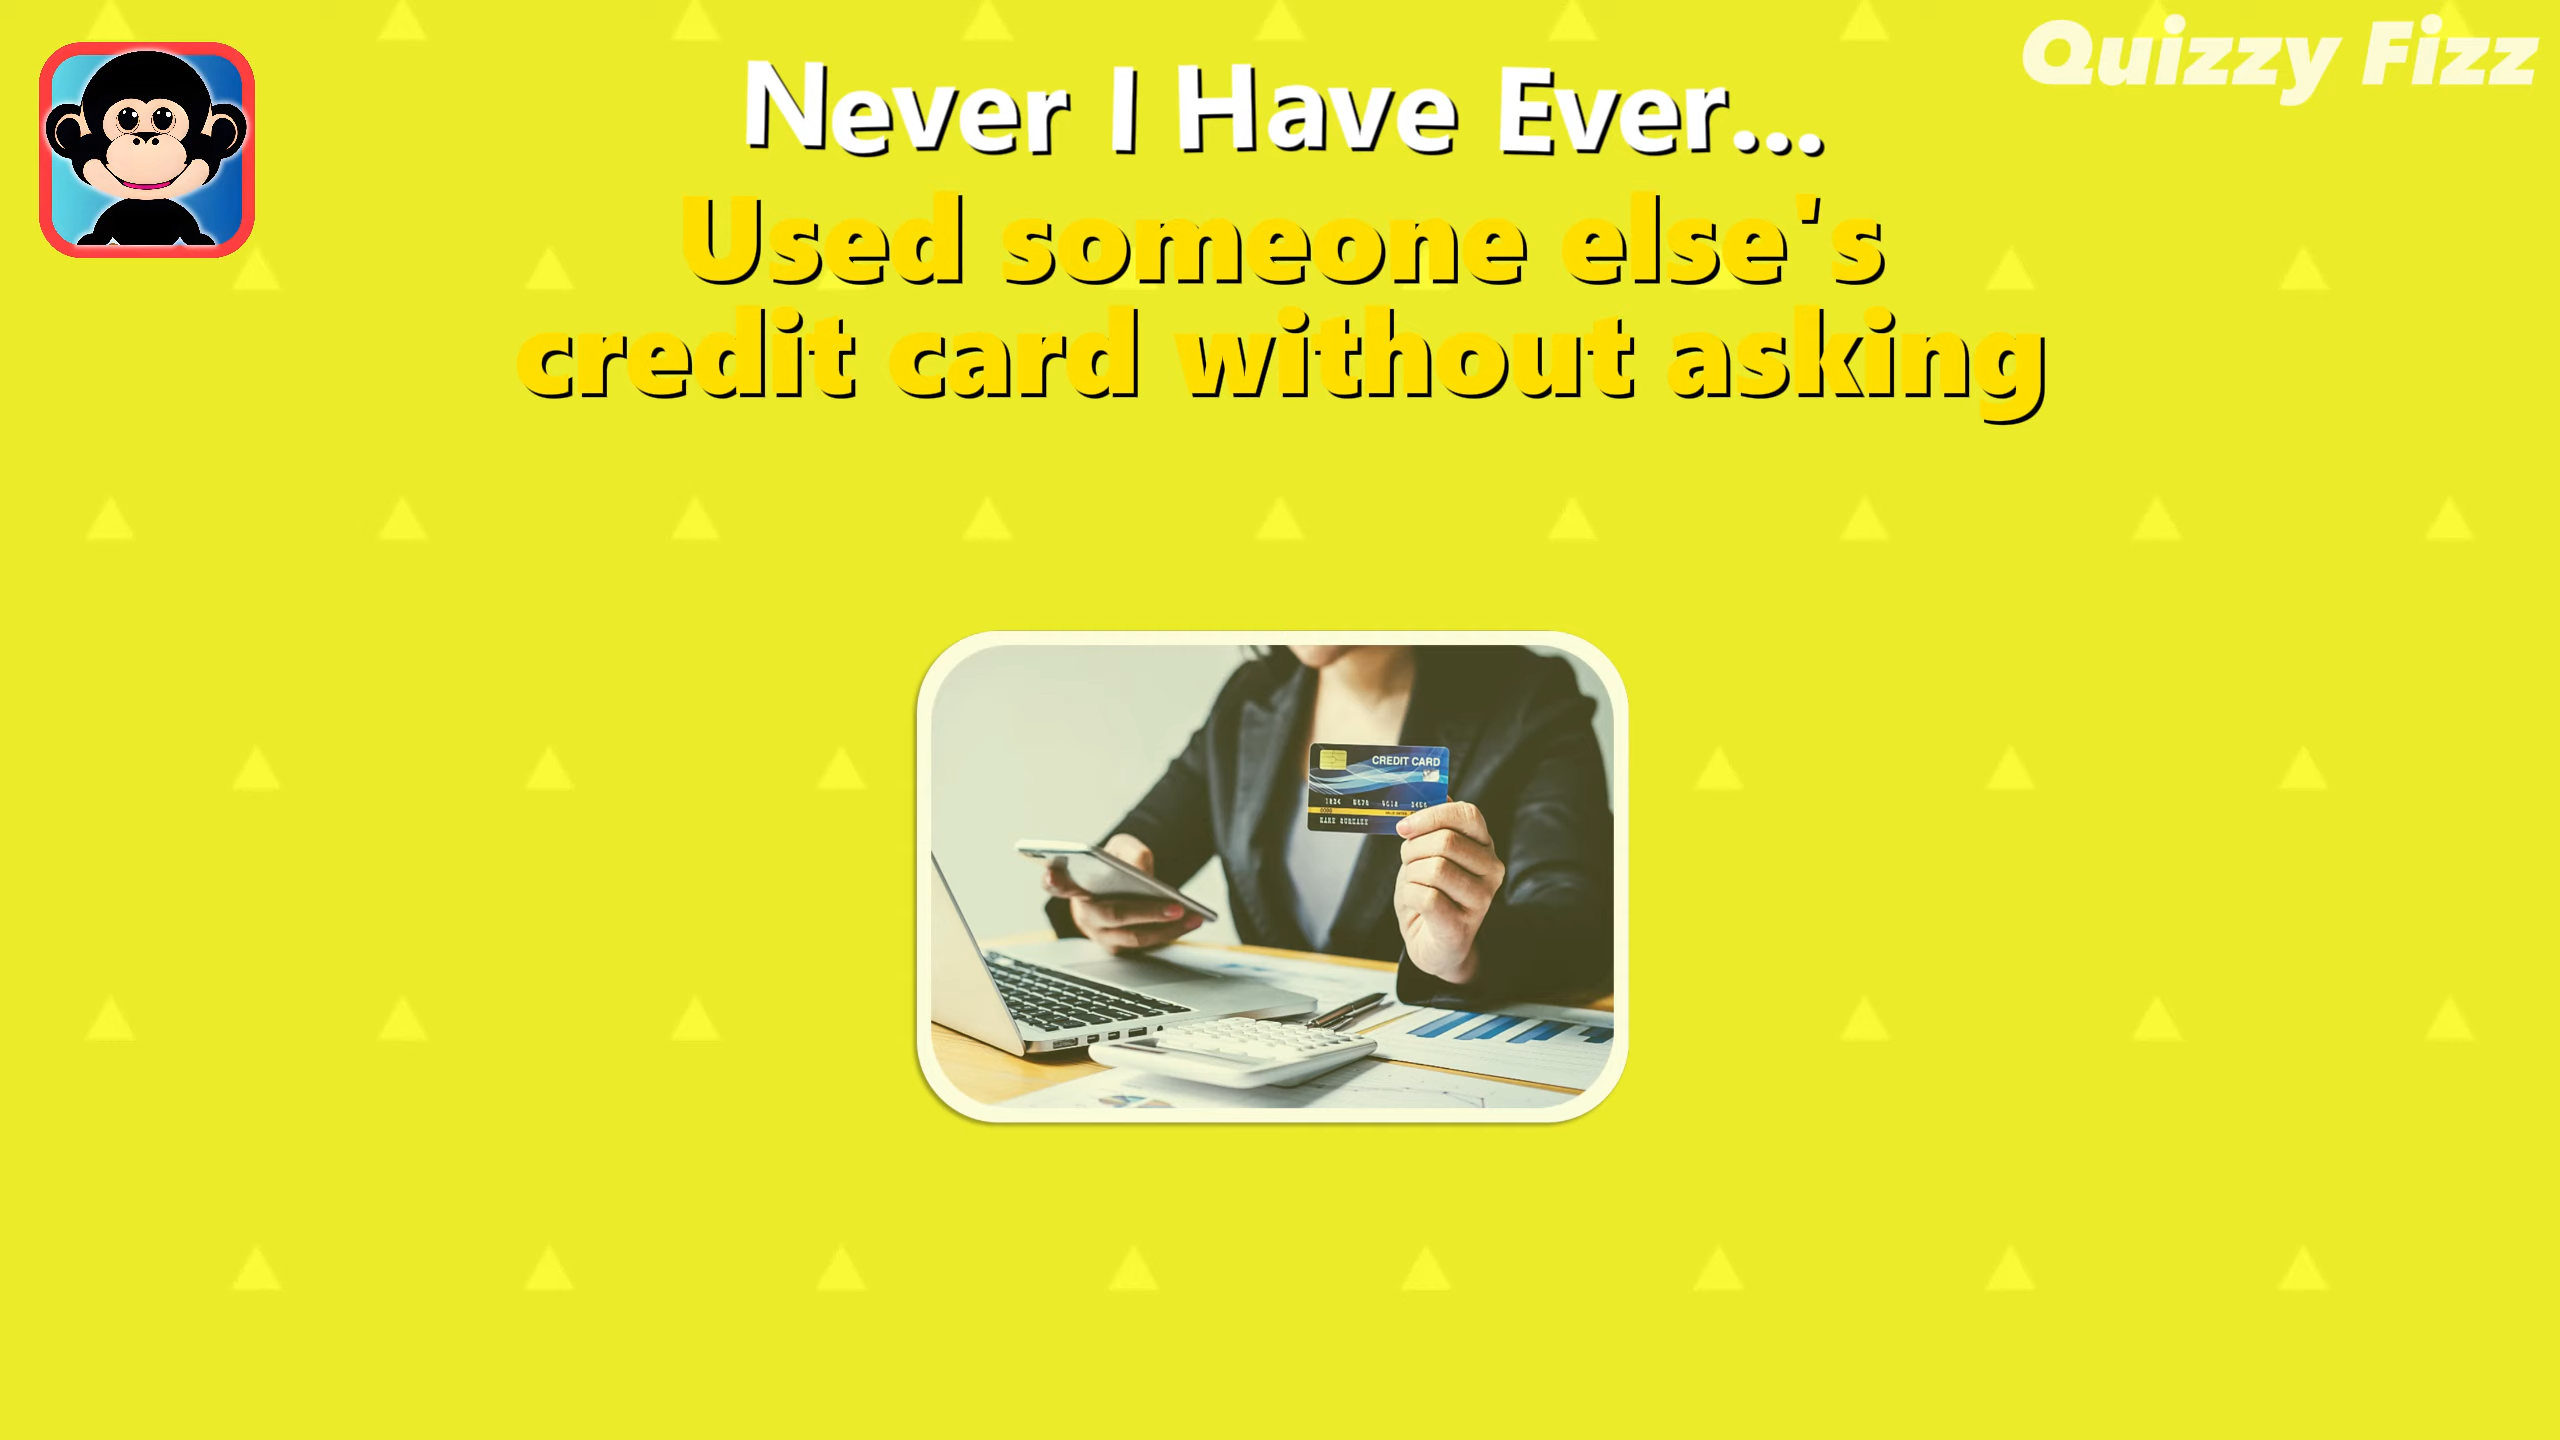 Quizzy Fizz
Never I Have Ever...
Used someone else's
credit card without asking
CREDIT CARD